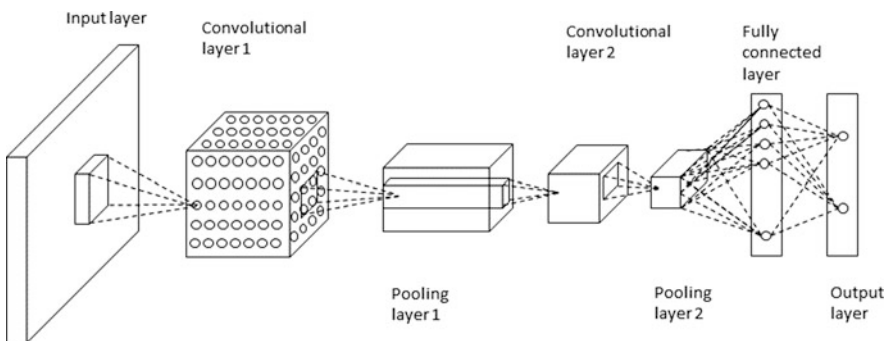 Input layer
Convolutional
layer 1
Convolutional
layer 2
Fully
connected
layer
Pooling
layer 1
Pooling
layer 2
Output
layer